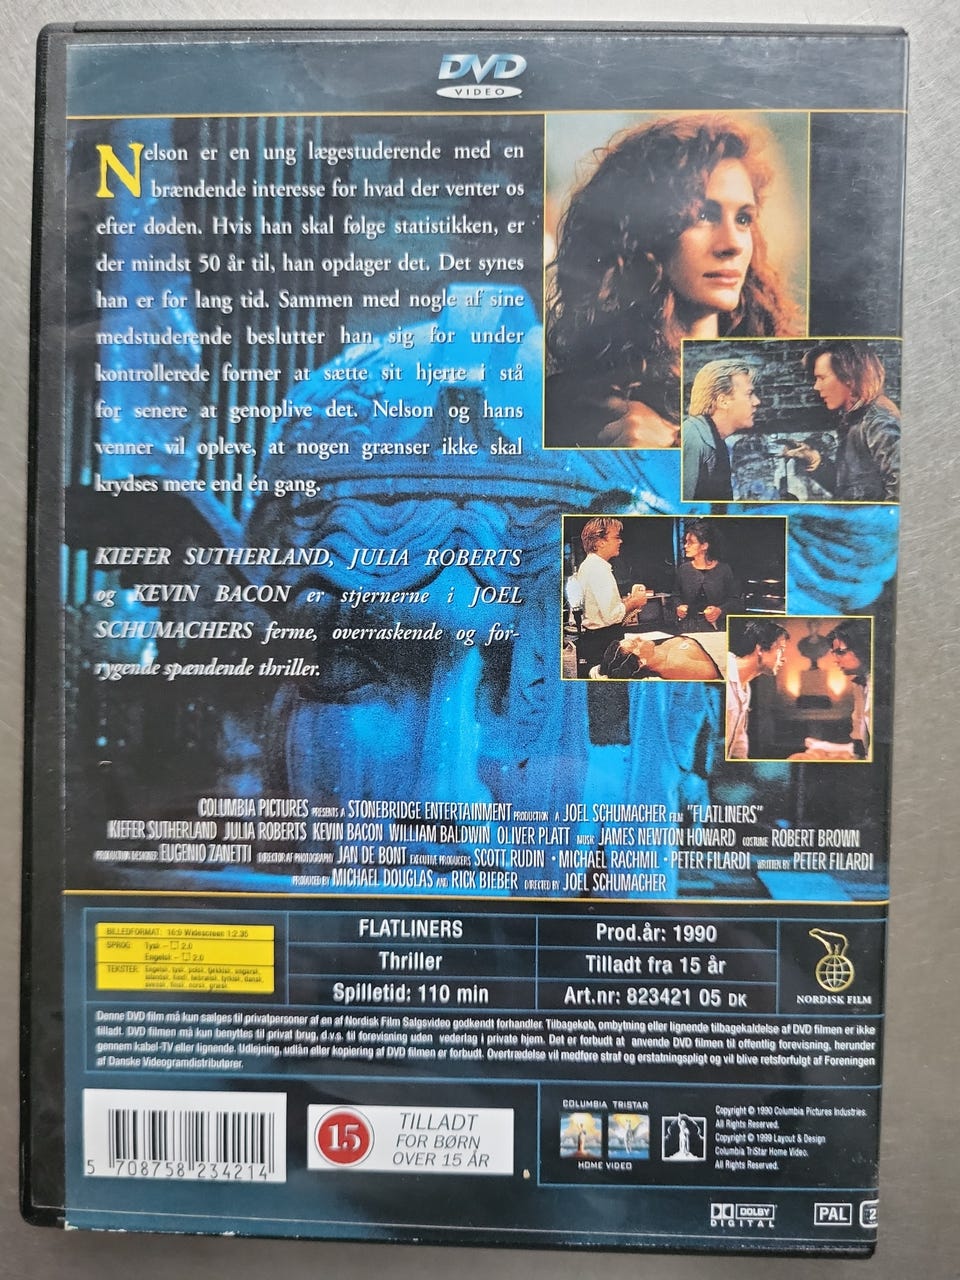 DVD
VIDEO
Nelson er en ung lægestuderende med en
brændende interesse for hvad der venter os
efter døden. Hvis han skal følge statistikken, er
der mindst 50 år til, han opdager det. Det synes
han er for lang tid. Sammen med nogle af sine
medstuderende beslutter han sig for under
kontrollerede former at sætte sit hjerte i stå
for senere at genoplive det. Nelson og hans
venner vil opleve, at nogen grænser ikke skal
krydses mere end én gang.
KIEFER SUTHERLAND, JULIA ROBERTS
og KEVIN BACON er stjernerne i JOEL
SCHUMACHERS ferme, overraskende og for-
rygende spændende thriller.
COLUMBIA PICTURES PRESENTS A STONEBRIDGE ENTERTAINMENT PRODUCTION A JOEL SCHUMACHER FILM "FLATLINERS"
KIEFER SUTHERLAND JULIA ROBERTS KEVIN BACON WILLIAM BALDWIN OLIVER PLATT MUSIC JAMES NEWTON HOWARD COSTUME ROBERT BROWN
PRODUCTION DESIGNER EUGENIO ZANETTI DIRECTOR OF PHOTOGRAPHY JAN DE BONT EXECUTIVE PRODUCERS SCOTT RUDIN • MICHAEL RACHMIL • PETER FILARDI WRITTEN BY PETER FILARDI
PRODUCED BY MICHAEL DOUGLAS AND RICK BIEBER DIRECTED BY JOEL SCHUMACHER
BILLEDFORMAT: 16:9 Widescreen 1:2.35
SPROG: Tysk – 2.0
Engelsk – 2.0
TEKSTER: Engelsk, tysk, polsk, tjekkisk, ungarsk,
islandsk, hindi, hebraisk, tyrkisk, dansk,
svensk, finsk, norsk, græsk.
FLATLINERS
Thriller
Spilletid: 110 min
Prod.år: 1990
Tilladt fra 15 år
Art.nr: 823421 05 DK
NORDISK FILM
Denne DVD film må kun sælges til privatpersoner af en af Nordisk Film Salgsvideo godkendt forhandler. Tilbagekøb, ombytning eller lignende tilbagekaldelse af DVD filmen er ikke
tilladt. DVD filmen må kun benyttes til privat brug, d.v.s. til forevisning uden vederlag i private hjem. Det er forbudt at anvende DVD filmen til offentlig forevisning, herunder
gennem kabel-TV eller lignende. Udlejning, udlån eller kopiering af DVD filmen er forbudt. Overtrædelse vil medføre straf og erstatningspligt og vil blive retsforfulgt af Foreningen
af Danske Videogramdistributører.
5 708758 234214
15
TILLADT
FOR BØRN
OVER 15 ÅR
COLUMBIA TRISTAR
HOME VIDEO
Copyright © 1990 Columbia Pictures Industries.
All Rights Reserved.
Copyright © 1999 Layout & Design
Columbia TriStar Home Video.
All Rights Reserved.
DOLBY
DIGITAL
PAL
2